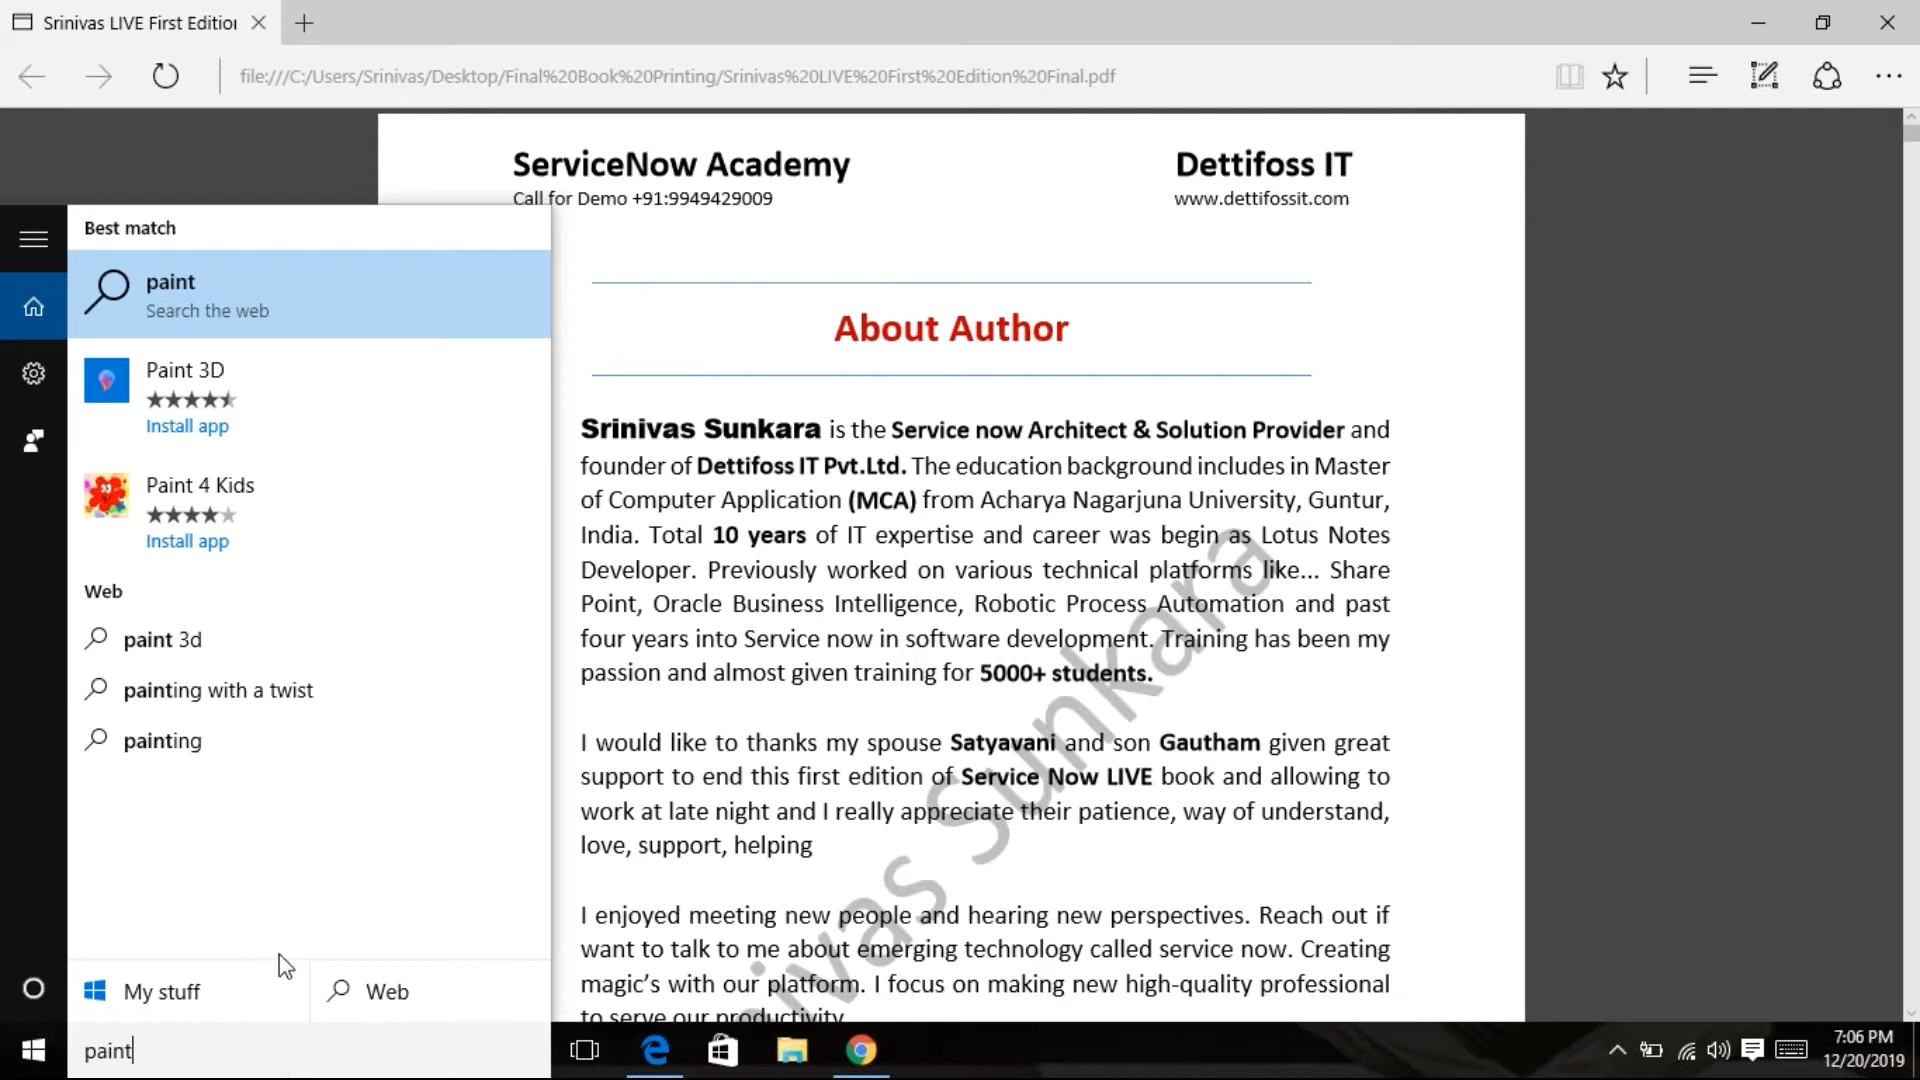 Srinivas LIVE First Edition
file:///C:/Users/Srinivas/Desktop/Final%20Book%20Printing/Srinivas%20LIVE%20First%20Edition%20Final.pdf
ServiceNow Academy
Dettifoss IT
Call for Demo +91:9949429009
www.dettifossit.com
About Author
Srinivas Sunkara is the Service now Architect & Solution Provider and
founder of Dettifoss IT Pvt.Ltd. The education background includes in Master
of Computer Application (MCA) from Acharya Nagarjuna University, Guntur,
India. Total 10 years of IT expertise and career was begin as Lotus Notes
Developer. Previously worked on various technical platforms like... Share
Point, Oracle Business Intelligence, Robotic Process Automation and past
four years into Service now in software development. Training has been my
passion and almost given training for 5000+ students.
I would like to thanks my spouse Satyavani and son Gautham given great
support to end this first edition of Service Now LIVE book and allowing to
work at late night and I really appreciate their patience, way of understand,
love, support, helping
I enjoyed meeting new people and hearing new perspectives. Reach out if
want to talk to me about emerging technology called service now. Creating
magic’s with our platform. I focus on making new high-quality professional
to serve our productivity
nivas Sunkara
Best match
paint
Search the web
Paint 3D
Install app
Paint 4 Kids
Install app
Web
paint 3d
painting with a twist
painting
My stuff
Web
paint
7:06 PM
12/20/2019